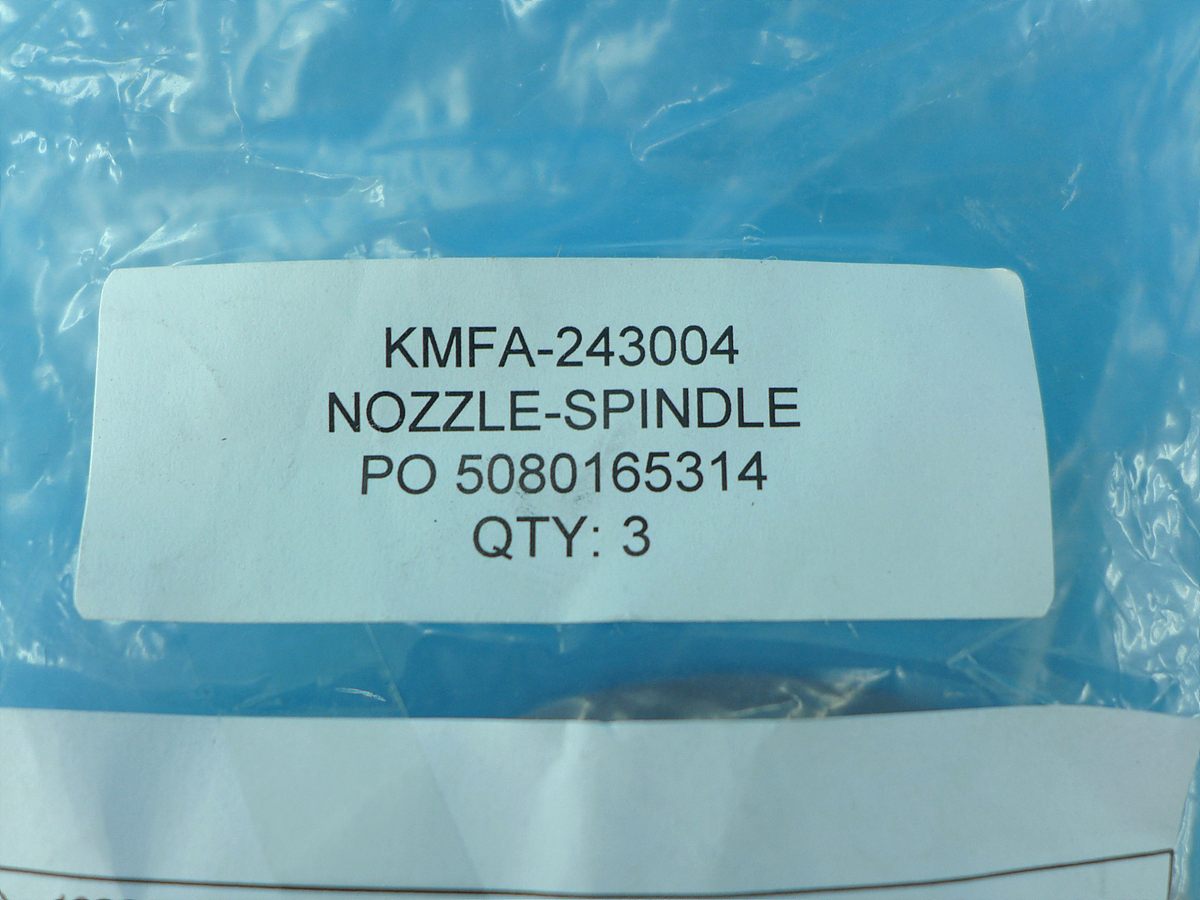 KMFA-243004
NOZZLE-SPINDLE
PO 5080165314
QTY: 3